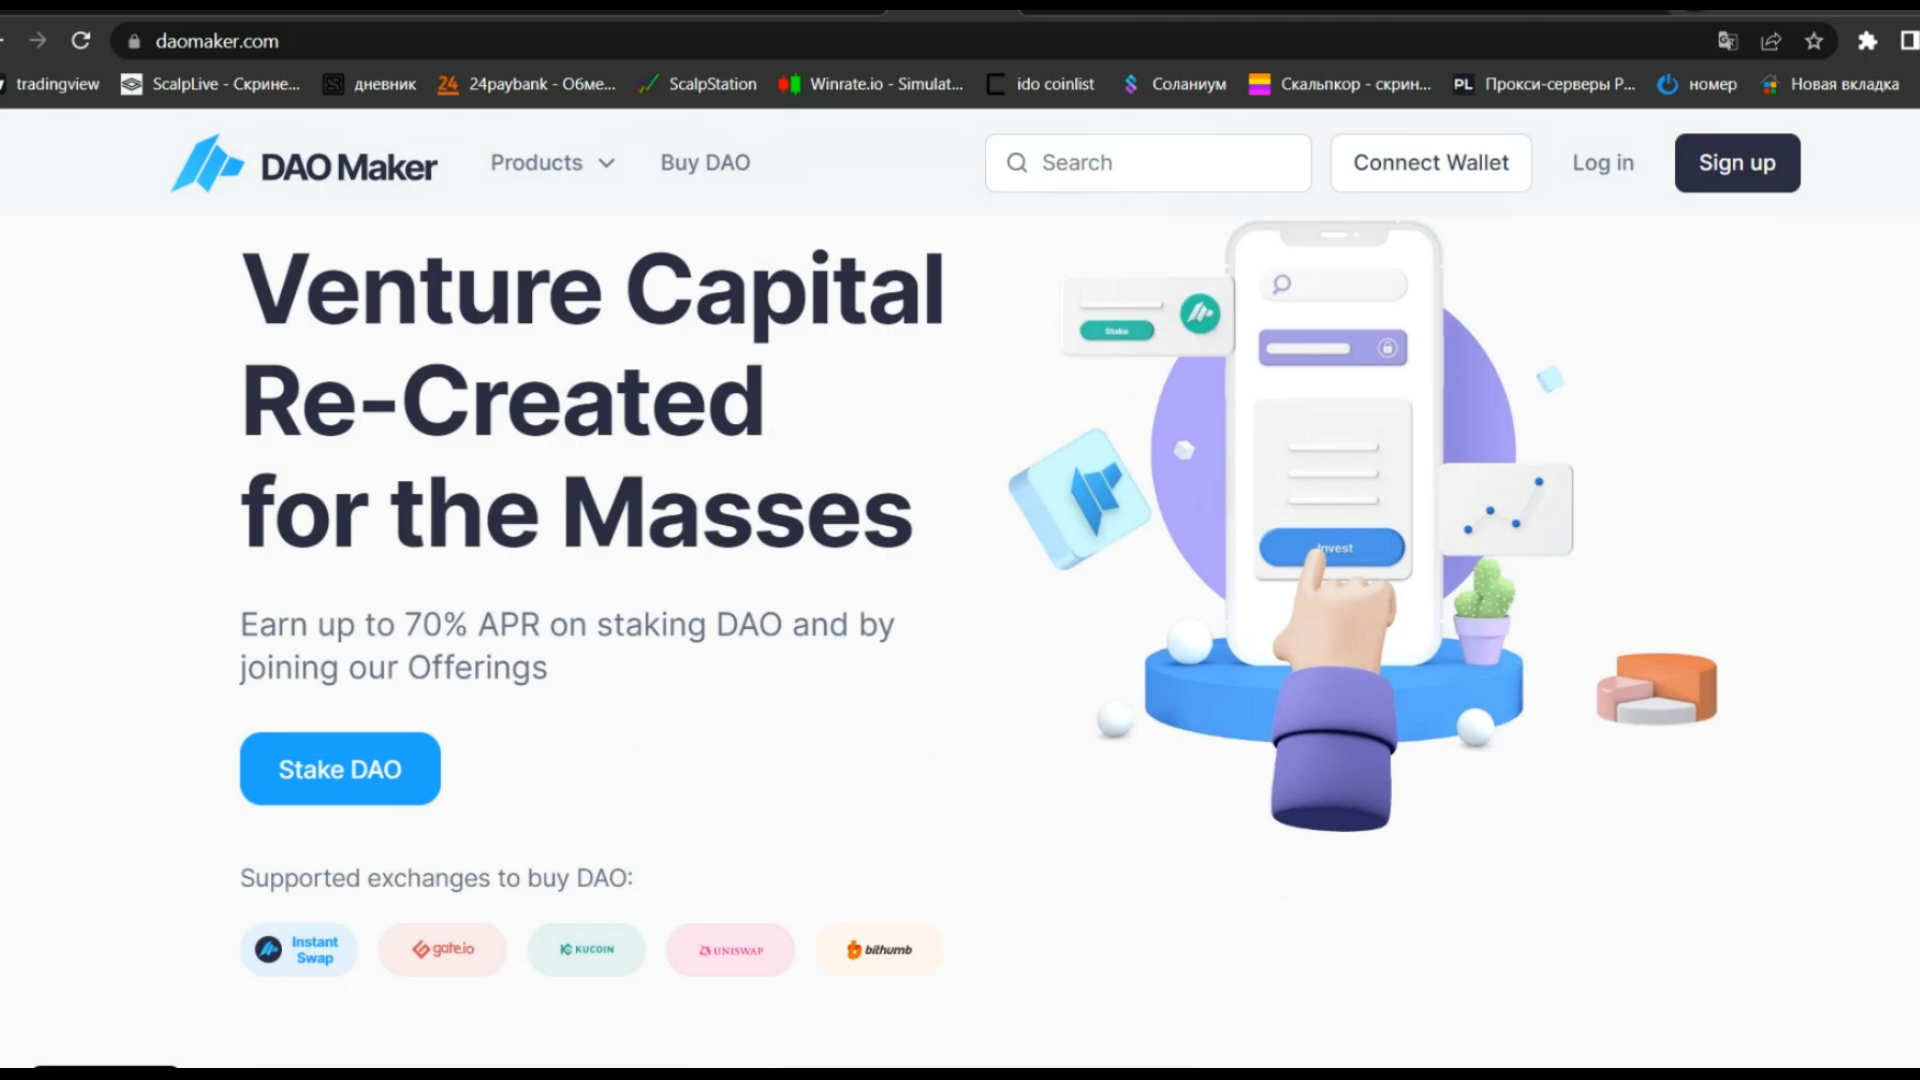 daomaker.com
tradingview
ScalpLive - Скрине...
дневник
24
24paybank - Обме...
ScalpStation
Winrate.io - Simulat...
ido coinlist
Соланиум
Скальпкор - скрин...
PL
Прокси-серверы P...
номер
Новая вкладка
DAO Maker
Products
Buy DAO
Search
Connect Wallet
Log in
Sign up
Venture Capital
Re-Created
for the Masses
Earn up to 70% APR on staking DAO and by
joining our Offerings
Stake DAO
Supported exchanges to buy DAO:
Instant
Swap
gate.io
KUCOIN
UNISWAP
bithumb
Stake
Invest